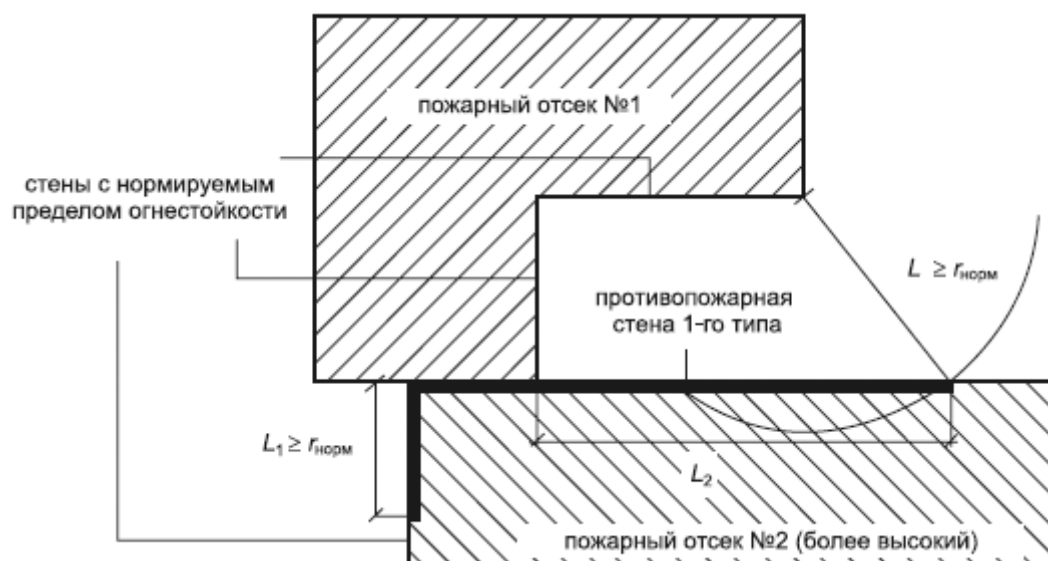 пожарный отсек №1
стены с нормируемым
пределом огнестойкости
L ≥ rнорм
противопожарная
стена 1-го типа
L1 ≥ rнорм
L2
пожарный отсек №2 (более высокий)